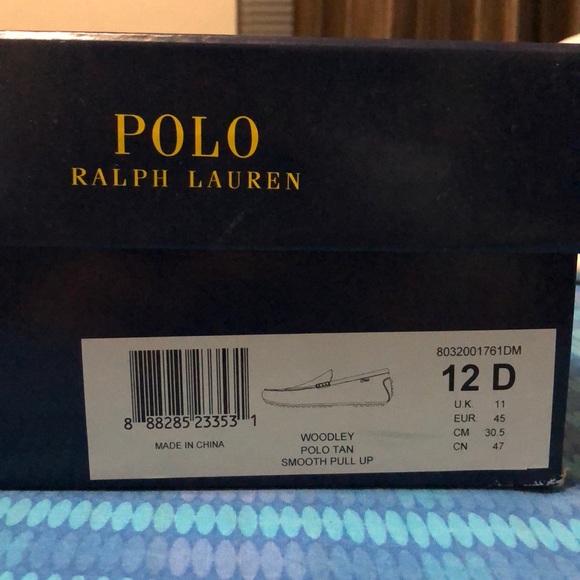 POLO
RALPH LAUREN
8032001761DM
12 D
U.K. 11
EUR. 45
CM 30.5
CN 47
8 88285 23353 1
MADE IN CHINA
WOODLEY
POLO TAN
SMOOTH PULL UP